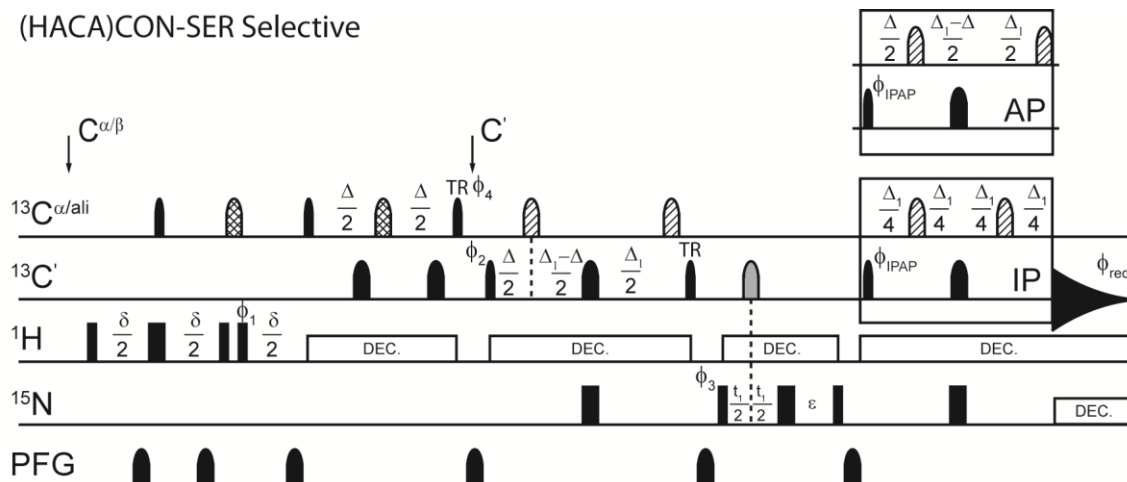 (HACA)CON-SER Selective
Δ/2 Δ₁-Δ/2 Δ₁/2
ϕIPAP AP
Cα/β C'
¹³Cα/ali Δ/2 Δ/2 TR ϕ₄ Δ₁/4 Δ₁/4 Δ₁/4 Δ₁/4
¹³C' ϕ₂ Δ/2 Δ₁-Δ/2 Δ₁/2 TR ϕIPAP IP ϕrec
¹H δ/2 δ/2 ϕ₁ δ/2 DEC. DEC. DEC. DEC.
¹⁵N ϕ₃ t₁/2 t₁/2 ε DEC.
PFG